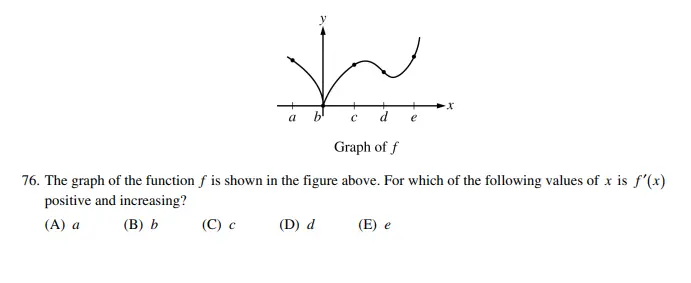 y
x
a b c d e
Graph of f
76. The graph of the function f is shown in the figure above. For which of the following values of x is f′(x)
positive and increasing?
(A) a (B) b (C) c (D) d (E) e